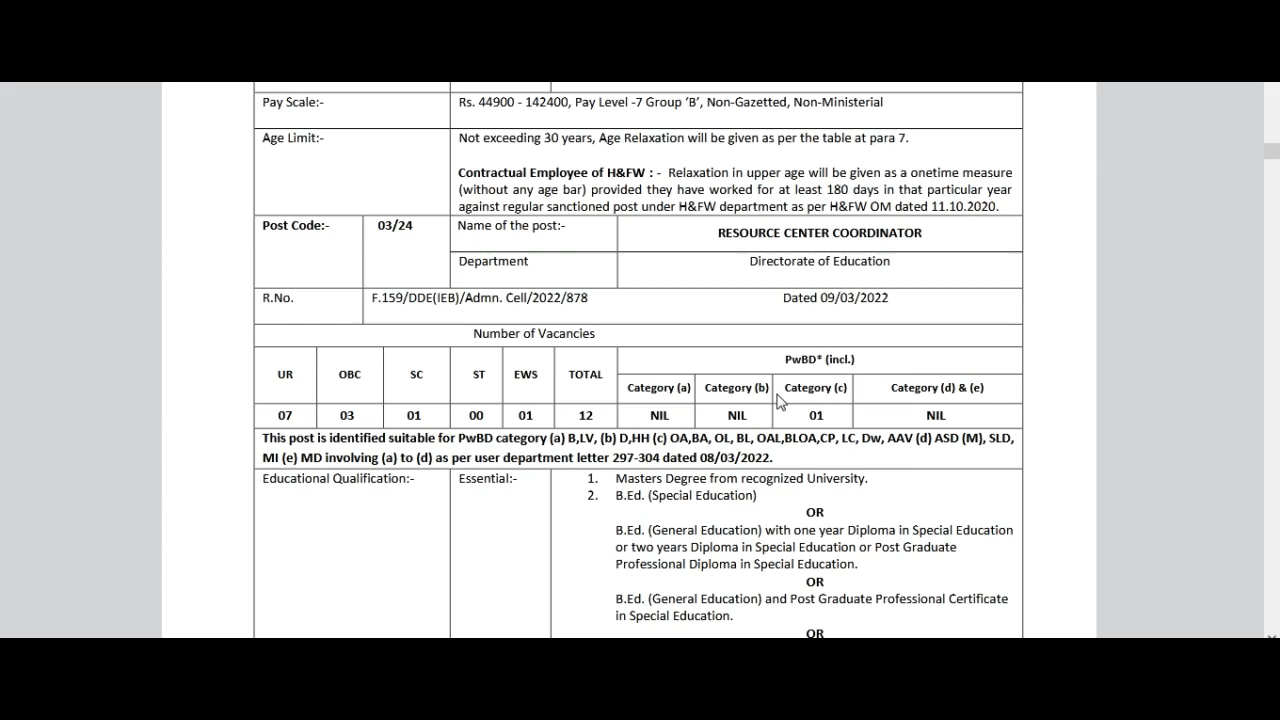 Pay Scale:- Rs. 44900 - 142400, Pay Level -7 Group ‘B’, Non-Gazetted, Non-Ministerial
Age Limit:- Not exceeding 30 years, Age Relaxation will be given as per the table at para 7.
Contractual Employee of H&FW : - Relaxation in upper age will be given as a onetime measure
(without any age bar) provided they have worked for at least 180 days in that particular year
against regular sanctioned post under H&FW department as per H&FW OM dated 11.10.2020.
Post Code:- 03/24 Name of the post:- RESOURCE CENTER COORDINATOR
Department Directorate of Education
R.No. F.159/DDE(IEB)/Admn. Cell/2022/878 Dated 09/03/2022
Number of Vacancies
UR OBC SC ST EWS TOTAL PwBD* (incl.)
Category (a) Category (b) Category (c) Category (d) & (e)
07 03 01 00 01 12 NIL NIL 01 NIL
This post is identified suitable for PwBD category (a) B,LV, (b) D,HH (c) OA,BA, OL, BL, OAL,BLOA,CP, LC, Dw, AAV (d) ASD (M), SLD,
MI (e) MD involving (a) to (d) as per user department letter 297-304 dated 08/03/2022.
Educational Qualification:- Essential:- 1. Masters Degree from recognized University.
2. B.Ed. (Special Education)
OR
B.Ed. (General Education) with one year Diploma in Special Education
or two years Diploma in Special Education or Post Graduate
Professional Diploma in Special Education.
OR
B.Ed. (General Education) and Post Graduate Professional Certificate
in Special Education.
OR